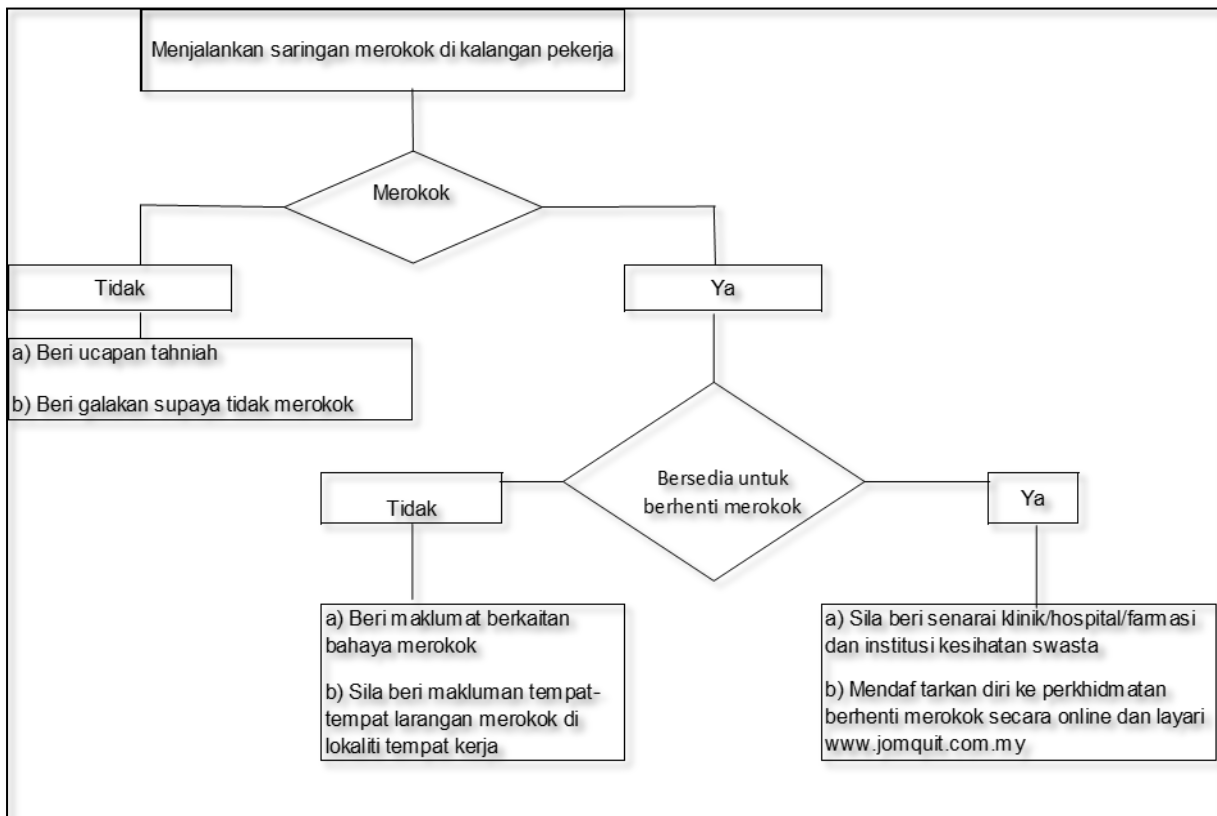 Menjalankan saringan merokok di kalangan pekerja
Merokok
Tidak
Ya
a) Beri ucapan tahniah
b) Beri galakan supaya tidak merokok
Bersedia untuk
berhenti merokok
Tidak
Ya
a) Beri maklumat berkaitan
bahaya merokok
b) Sila beri makluman tempat-
tempat larangan merokok di
lokaliti tempat kerja
a) Sila beri senarai klinik/hospital/farmasi
dan institusi kesihatan swasta
b) Mendaf tarkan diri ke perkhidmatan
berhenti merokok secara online dan layari
www.jomquit.com.my